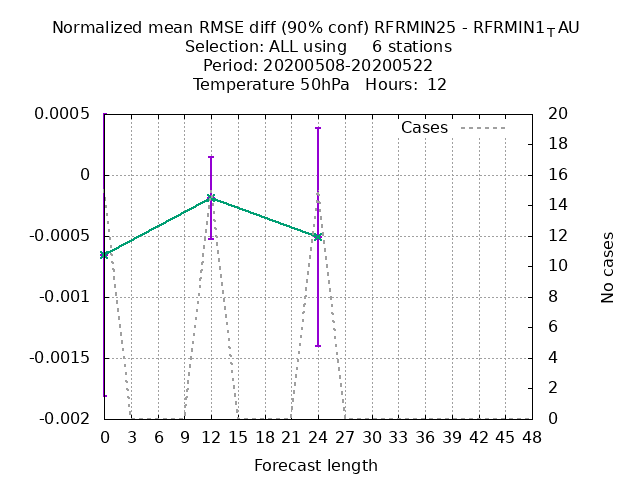 Normalized mean RMSE diff (90% conf) RFRMIN25 - RFRMIN1_TAU
Selection: ALL using     6 stations
Period: 20200508-20200522
Temperature 50hPa   Hours:  12
0.0005
0
-0.0005
-0.001
-0.0015
-0.002
Cases
20
18
16
14
12
10
8
6
4
2
0
No cases
0 3 6 9 12 15 18 21 24 27 30 33 36 39 42 45 48
Forecast length